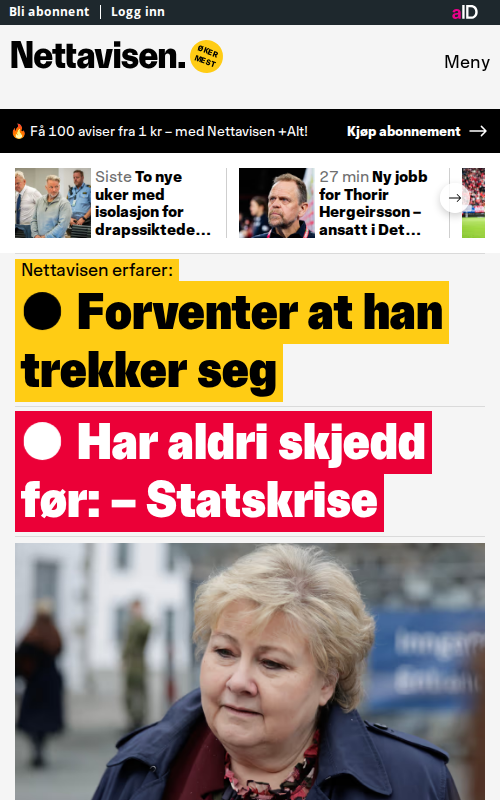 Bli abonnent
Logg inn
aID
Nettavisen.
ØKER
MEST
Meny
🔥 Få 100 aviser fra 1 kr – med Nettavisen +Alt!
Kjøp abonnement →
Siste To nye
uker med
isolasjon for
drapssiktede...
27 min Ny jobb
for Thorir
Hergeirsson –
ansatt i Det...
Nettavisen erfarer:
● Forventer at han
trekker seg
● Har aldri skjedd
før: – Statskrise